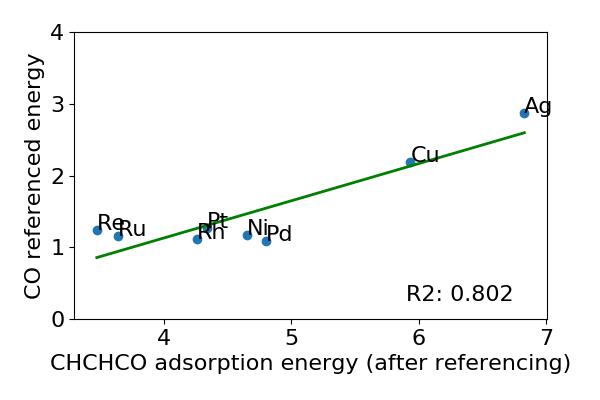 4
3
2
1
0
CO referenced energy
Ag
Cu
Re
Ru
Pt
Rh
Ni
Pd
R2: 0.802
4
5
6
7
CHCHCO adsorption energy (after referencing)